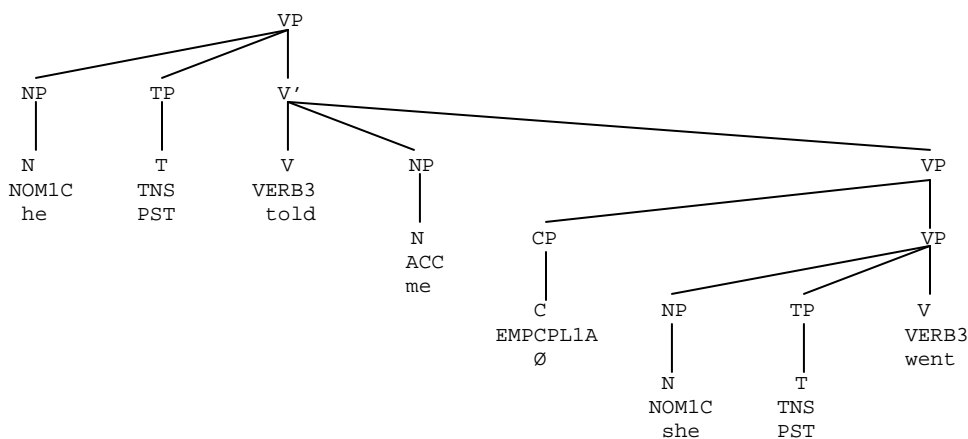 VP
NP TP V’
N T V NP VP
NOM1C TNS VERB3
he PST told
N CP VP
ACC
me
C NP TP V
EMPCPL1A VERB3
Ø went
N T
NOM1C TNS
she PST